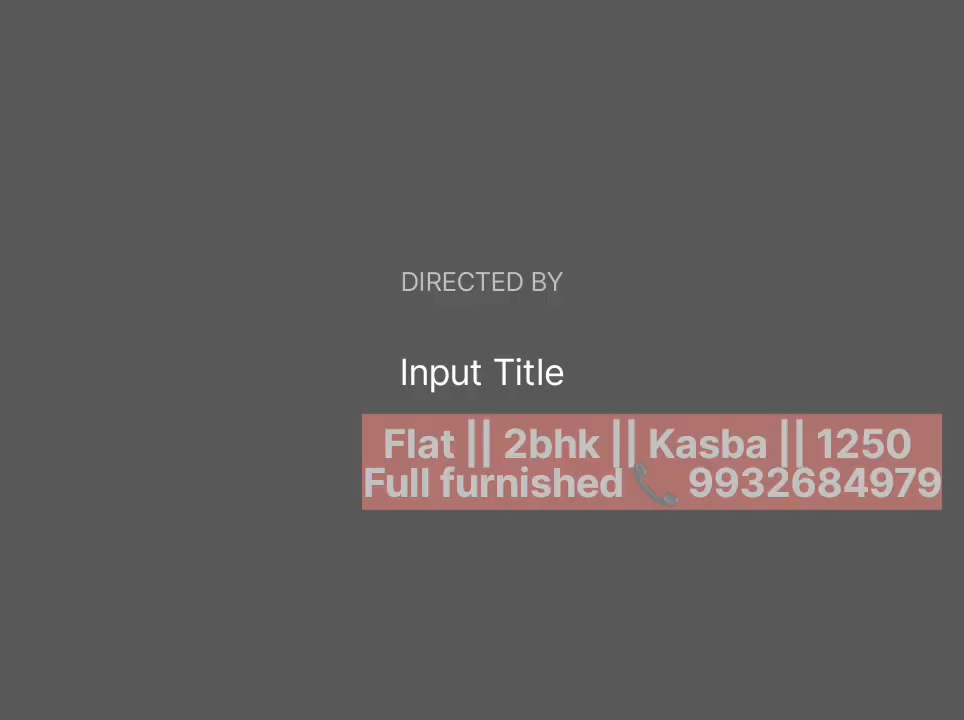 DIRECTED BY
Input Title
Flat || 2bhk || Kasba || 1250
Full furnished📞 9932684979